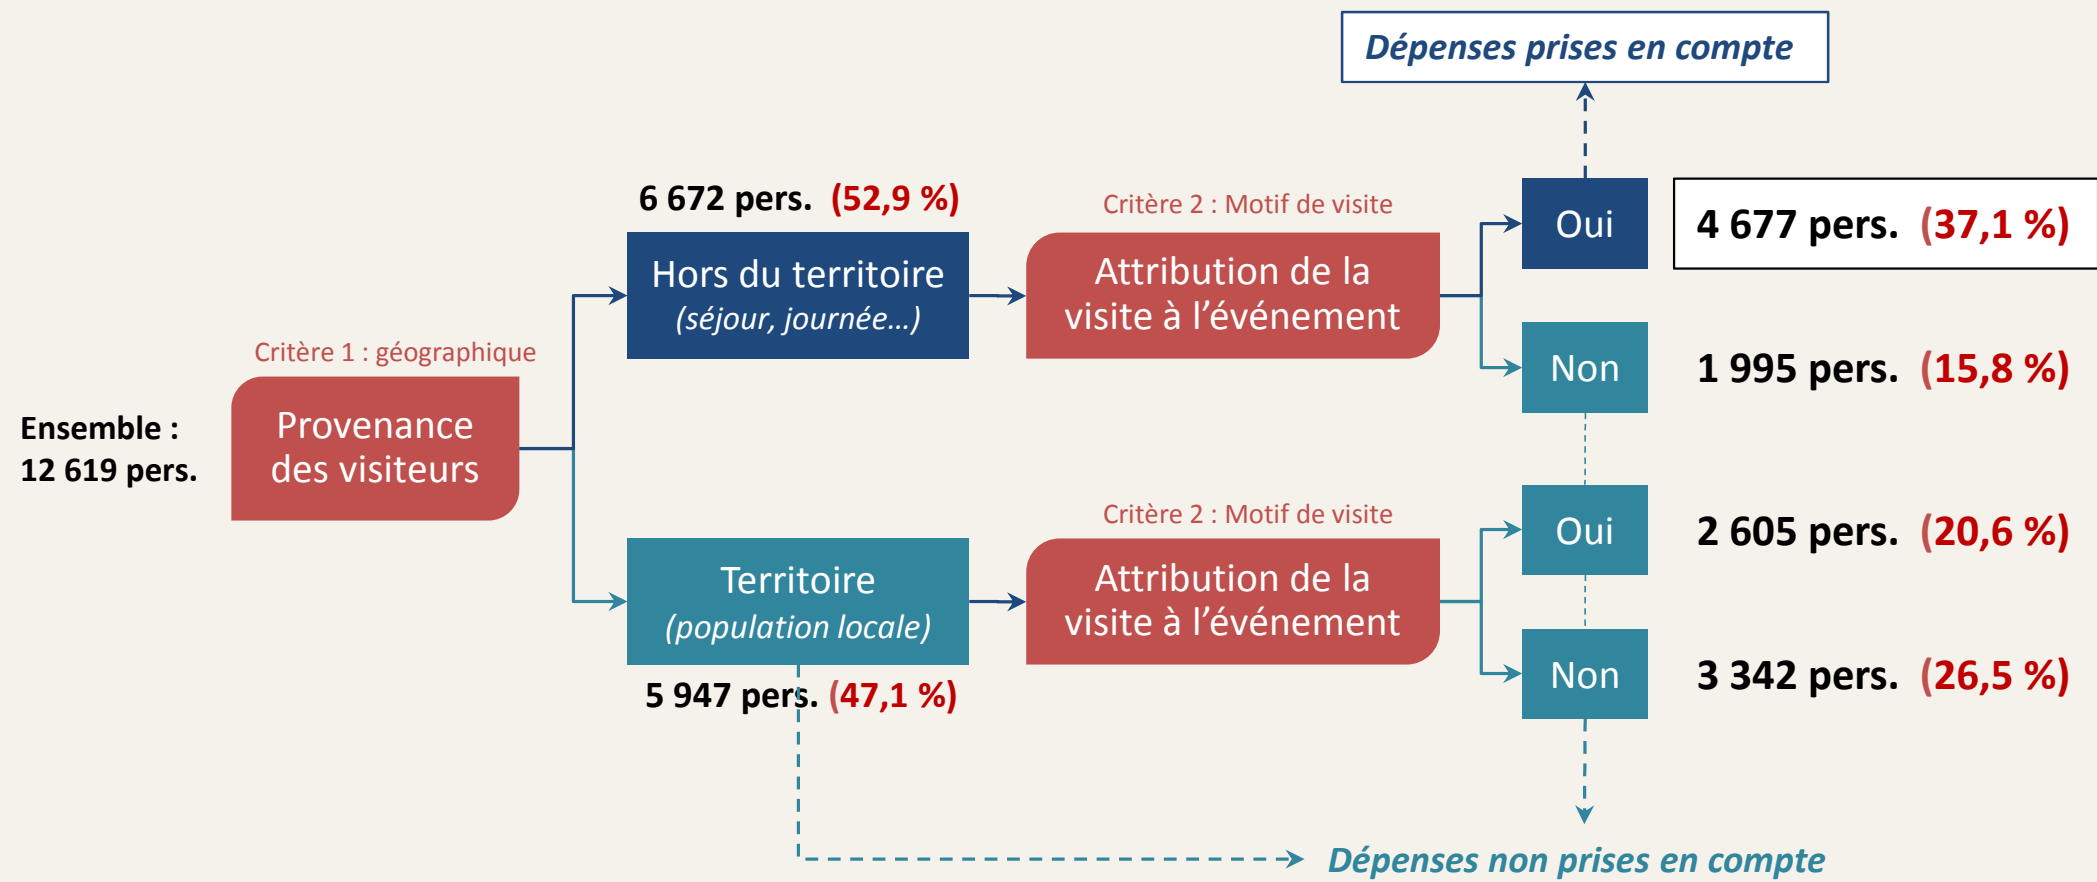 Dépenses prises en compte
6 672 pers. (52,9 %)
Critère 2 : Motif de visite
Hors du territoire
(séjour, journée…)
Attribution de la
visite à l'événement
Oui
4 677 pers. (37,1 %)
Non
1 995 pers. (15,8 %)
Critère 1 : géographique
Ensemble :
12 619 pers.
Provenance
des visiteurs
Critère 2 : Motif de visite
Territoire
(population locale)
5 947 pers. (47,1 %)
Attribution de la
visite à l'événement
Oui
2 605 pers. (20,6 %)
Non
3 342 pers. (26,5 %)
Dépenses non prises en compte